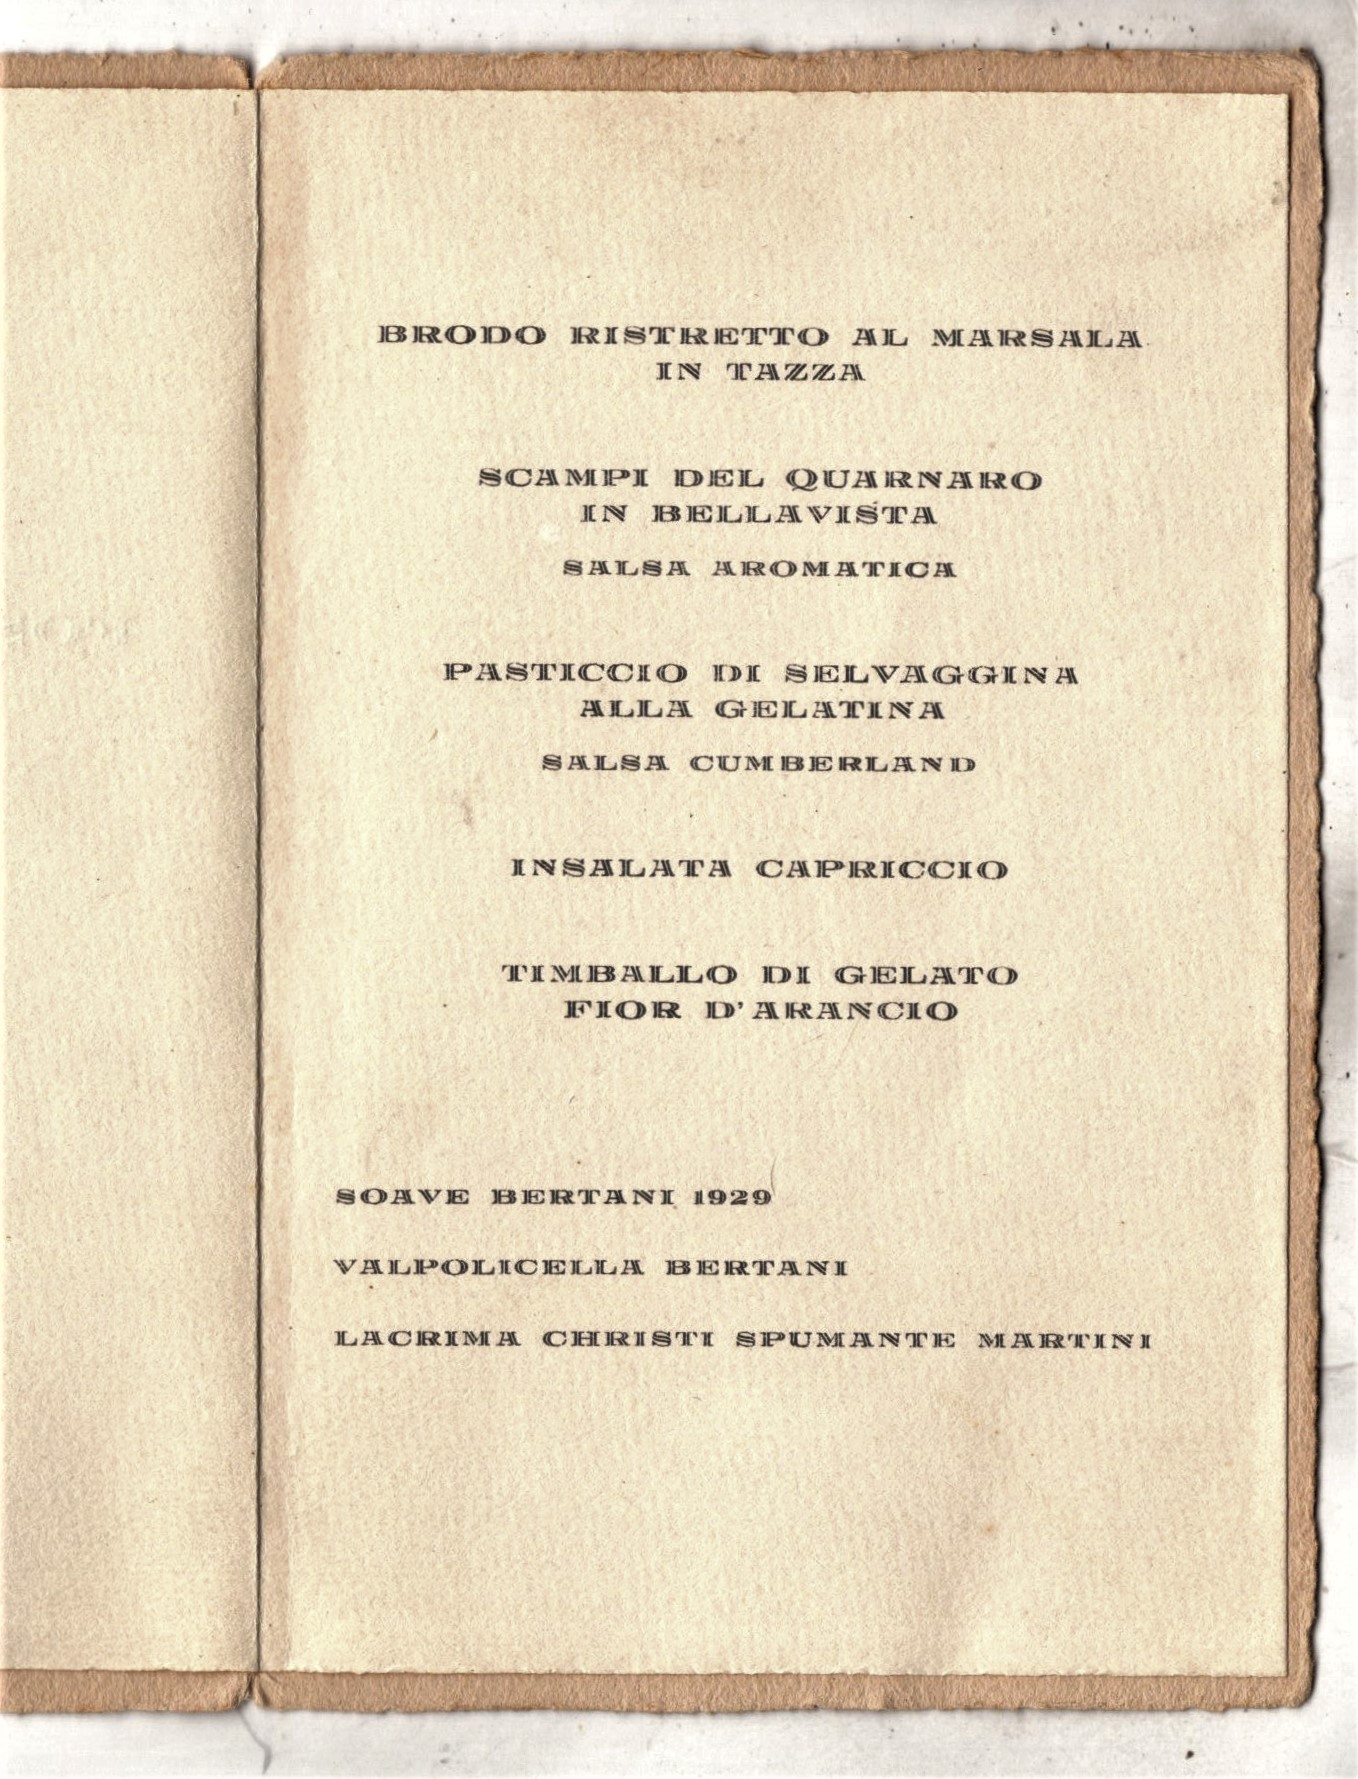 BRODO RISTRETTO AL MARSALA
IN TAZZA
SCAMPI DEL QUARNARO
IN BELLAVISTA
SALSA AROMATICA
PASTICCIO DI SELVAGGINA
ALLA GELATINA
SALSA CUMBERLAND
INSALATA CAPRICCIO
TIMBALLO DI GELATO
FIOR D'ARANCIO
SOAVE BERTANI 1929
VALPOLICELLA BERTANI
LACRIMA CHRISTI SPUMANTE MARTINI